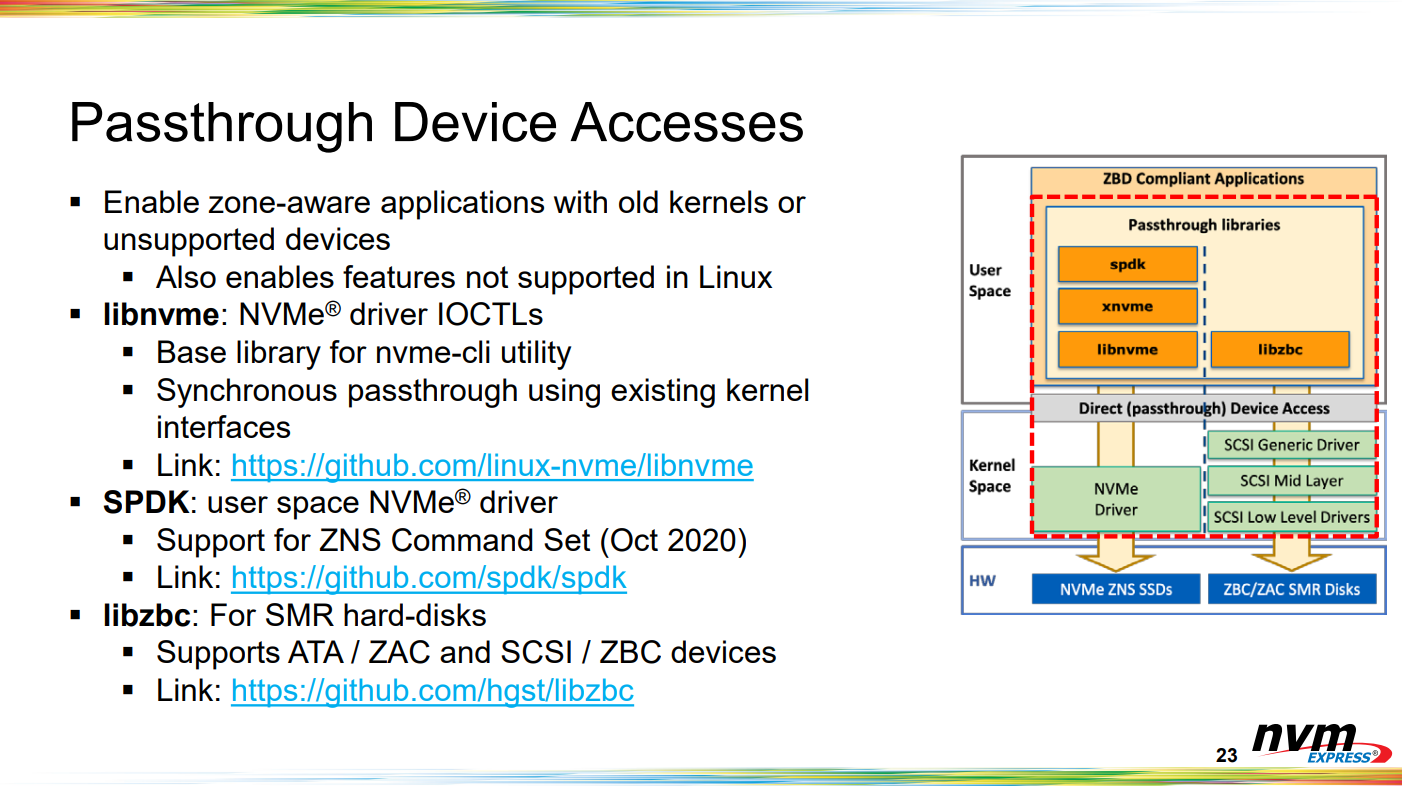 Passthrough Device Accesses
▪ Enable zone-aware applications with old kernels or
unsupported devices
▪ Also enables features not supported in Linux
▪ libnvme: NVMe® driver IOCTLs
▪ Base library for nvme-cli utility
▪ Synchronous passthrough using existing kernel
interfaces
▪ Link: https://github.com/linux-nvme/libnvme
▪ SPDK: user space NVMe® driver
▪ Support for ZNS Command Set (Oct 2020)
▪ Link: https://github.com/spdk/spdk
▪ libzbc: For SMR hard-disks
▪ Supports ATA / ZAC and SCSI / ZBC devices
▪ Link: https://github.com/hgst/libzbc
ZBD Compliant Applications
Passthrough libraries
User
Space
spdk
xnvme
libnvme
libzbc
Direct (passthrough) Device Access
Kernel
Space
NVMe
Driver
SCSI Generic Driver
SCSI Mid Layer
SCSI Low Level Drivers
HW
NVMe ZNS SSDs
ZBC/ZAC SMR Disks
23
nvm
EXPRESS®